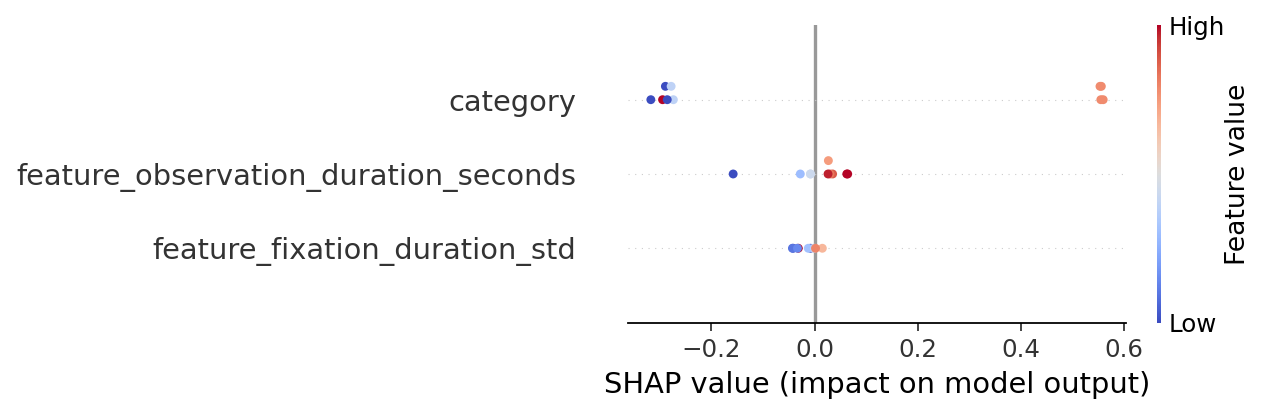 High
category
feature_observation_duration_seconds
feature_fixation_duration_std
Feature value
Low
−0.2 0.0 0.2 0.4 0.6
SHAP value (impact on model output)